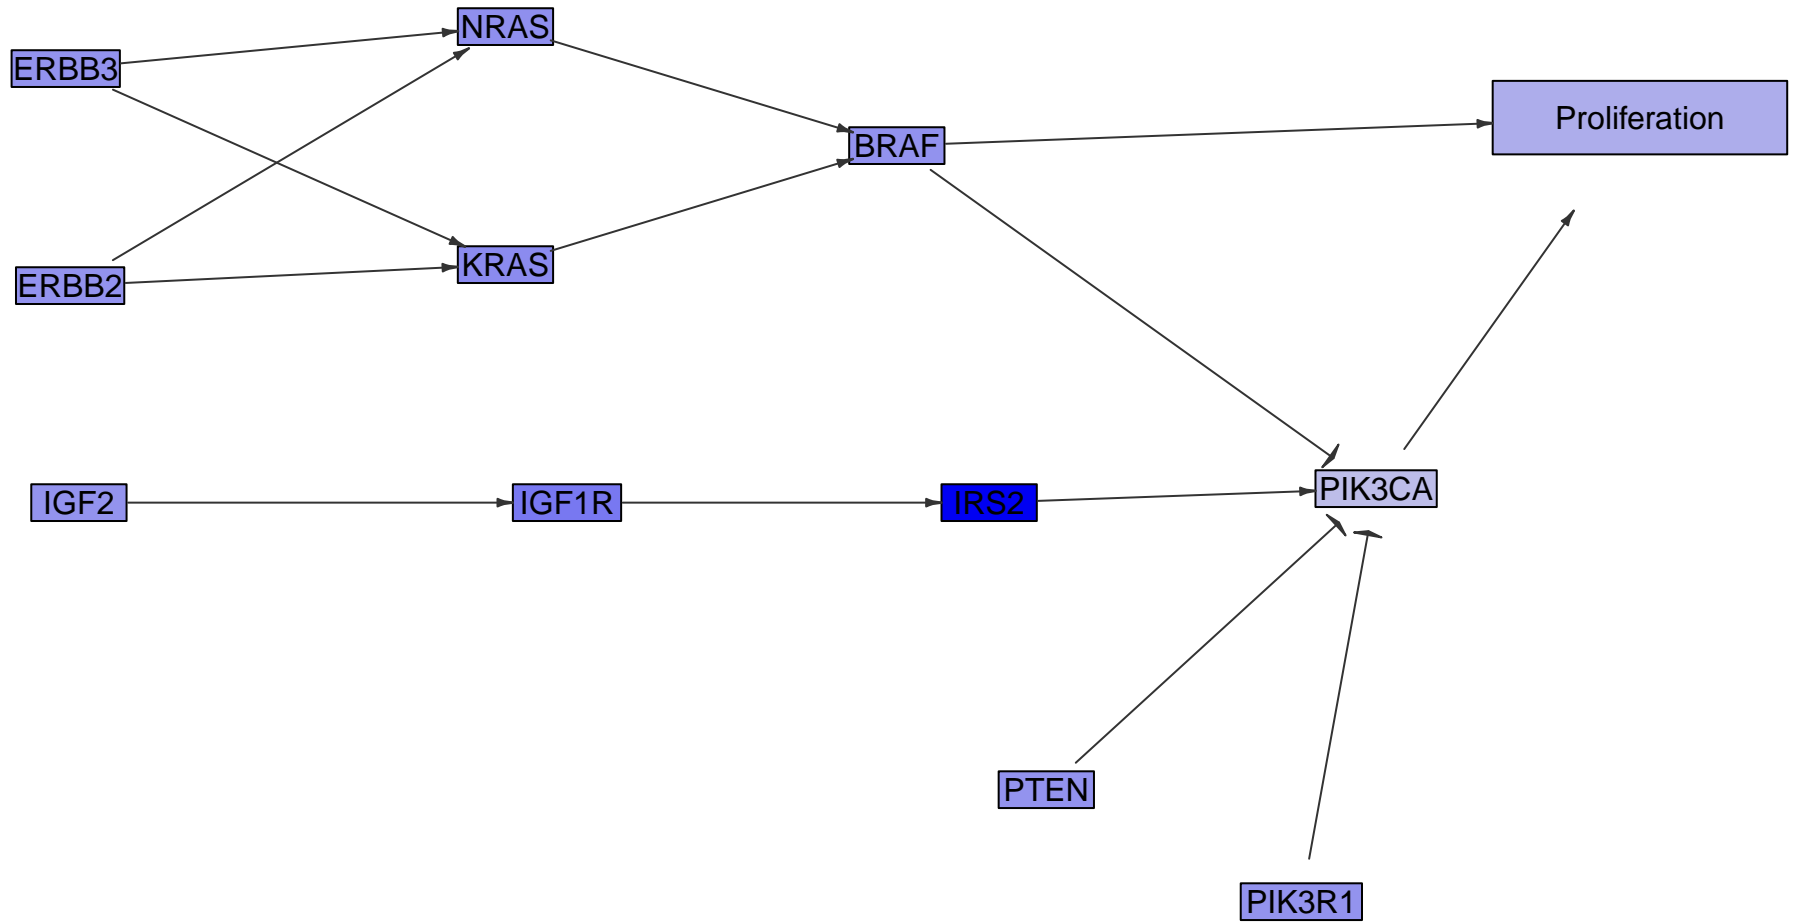 NRAS
ERBB3
Proliferation
BRAF
KRAS
ERBB2
IGF2
IGF1R
IRS2
PIK3CA
PTEN
PIK3R1